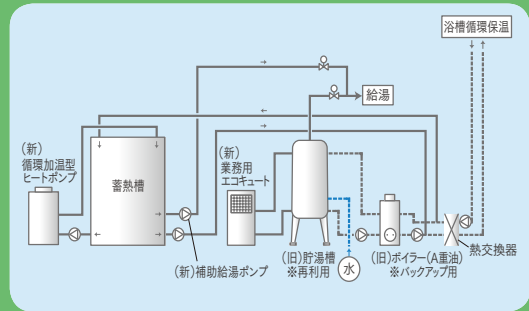 浴槽循環保温
給湯
(新)
循環加温型
ヒートポンプ
蓄熱槽
(新)
業務用
エコキュート
(新)補助給湯ポンプ
(旧)貯湯槽
※再利用
水
(旧)ボイラー(A重油)
※バックアップ用
熱交換器